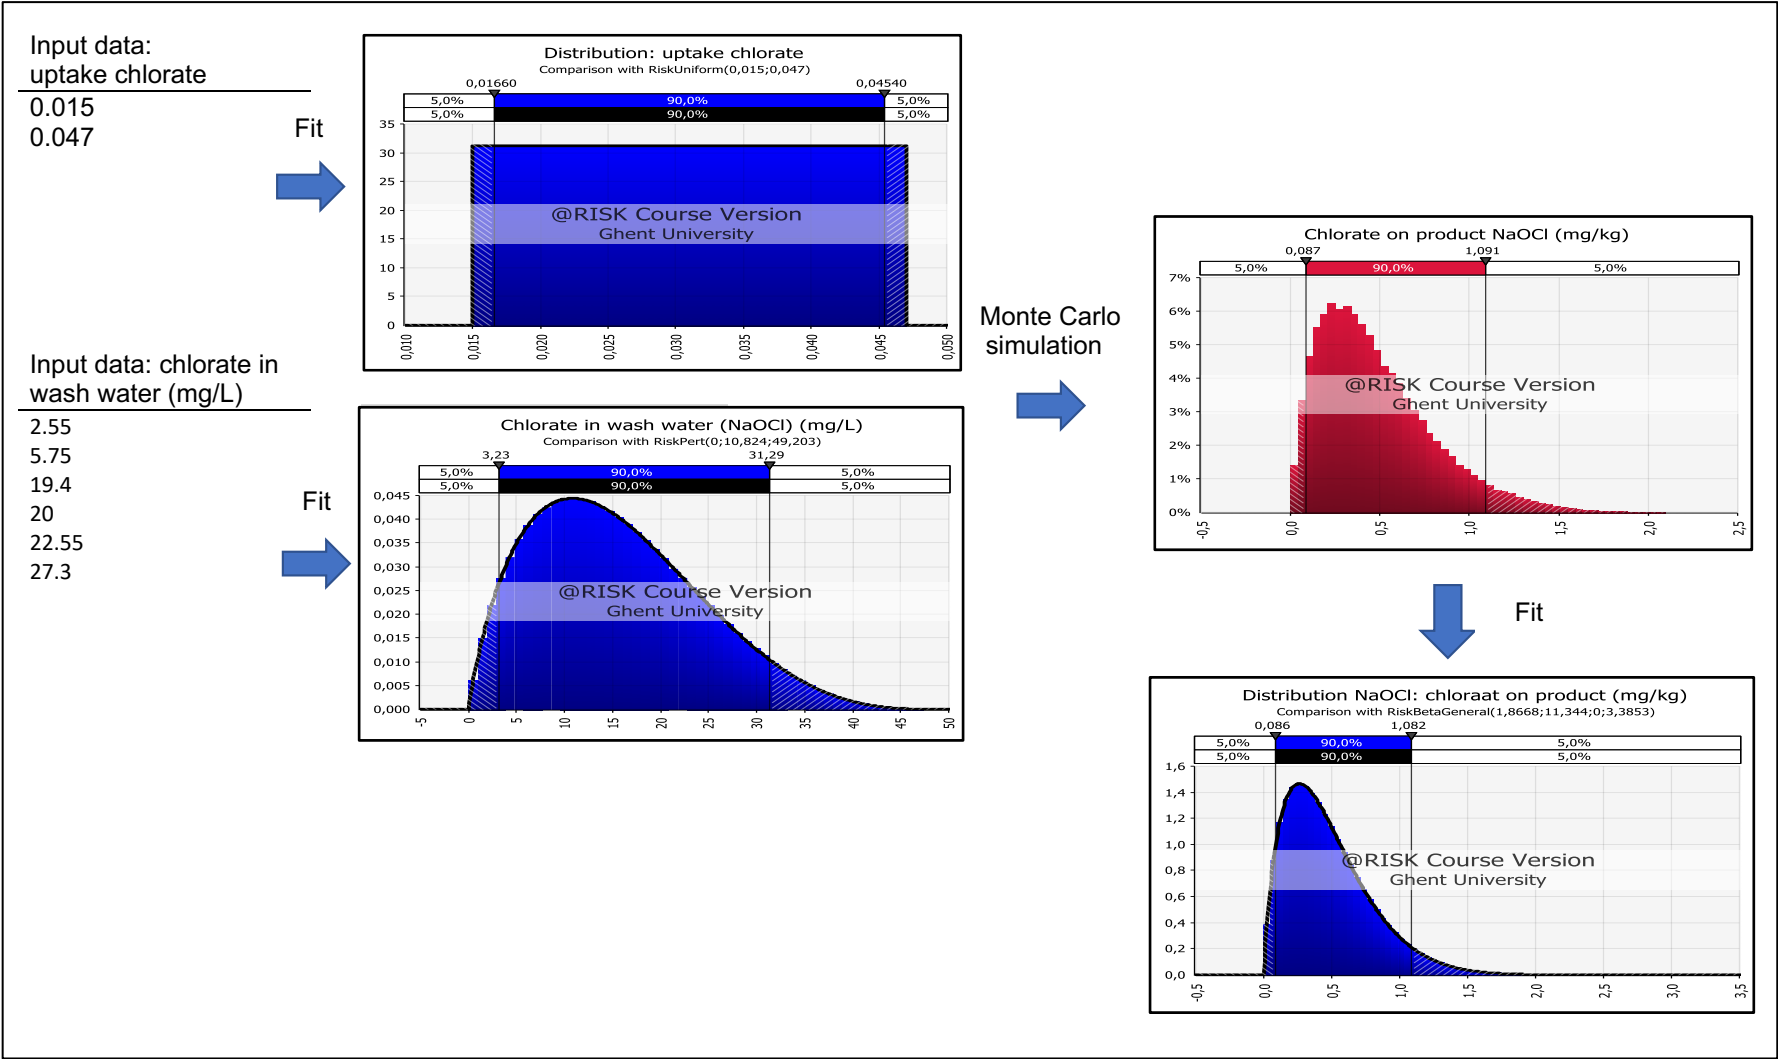 Input data:
uptake chlorate
0.015
0.047
Fit
Distribution: uptake chlorate
Comparison with RiskUniform(0,015;0,047)
0,01660 0,04540
5,0% 90,0% 5,0%
5,0% 90,0% 5,0%
35
30
25
20
15
10
5
0
0,010 0,015 0,020 0,025 0,030 0,035 0,040 0,045 0,050
@RISK Course Version
Ghent University
Input data: chlorate in
wash water (mg/L)
2.55
5.75
19.4
20
22.55
27.3
Fit
Chlorate in wash water (NaOCl) (mg/L)
Comparison with RiskPert(0;10,824;49,203)
3,23 31,29
5,0% 90,0% 5,0%
5,0% 90,0% 5,0%
0,045
0,040
0,035
0,030
0,025
0,020
0,015
0,010
0,005
0,000
-5 0 5 10 15 20 25 30 35 40 45 50
@RISK Course Version
Ghent University
Monte Carlo
simulation
Chlorate on product NaOCl (mg/kg)
0,087 1,091
5,0% 90,0% 5,0%
7%
6%
5%
4%
3%
2%
1%
0%
-0,5 0,0 0,5 1,0 1,5 2,0 2,5
@RISK Course Version
Ghent University
Fit
Distribution NaOCl: chloraat on product (mg/kg)
Comparison with RiskBetaGeneral(1,8668;11,344;0;3,3853)
0,086 1,082
5,0% 90,0% 5,0%
5,0% 90,0% 5,0%
1,6
1,4
1,2
1,0
0,8
0,6
0,4
0,2
0,0
-0,5 0,0 0,5 1,0 1,5 2,0 2,5 3,0 3,5
@RISK Course Version
Ghent University